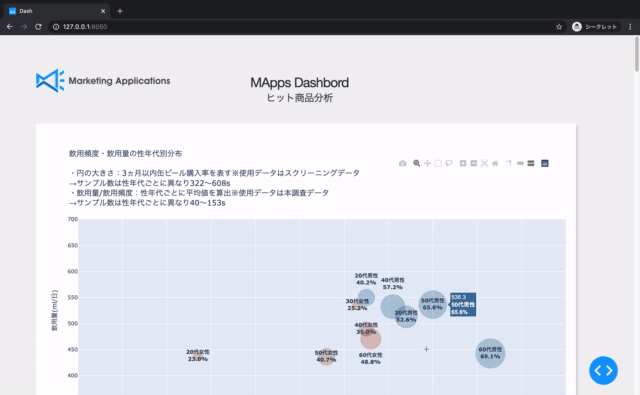 Dash
127.0.0.1:8050
シークレット
Marketing Applications
MApps Dashbord
ヒット商品分析
飲用頻度・飲用量の性年代別分布
・円の大きさ：3ヵ月以内缶ビール購入率を表す※使用データはスクリーニングデータ
→サンプル数は性年代ごとに異なり322〜608s
・飲用量/飲用頻度：性年代ごとに平均値を算出※使用データは本調査データ
→サンプル数は性年代ごとに異なり40〜153s
700
650
600
550
500
450
400
飲用量(ml/日)
20代男性
40.2%
40代男性
57.2%
30代女性
25.2%
30代男性
52.6%
50代男性
65.6%
536.3
50代男性
65.6%
40代女性
35.0%
20代女性
23.0%
50代女性
40.7%
60代女性
48.8%
60代男性
69.1%